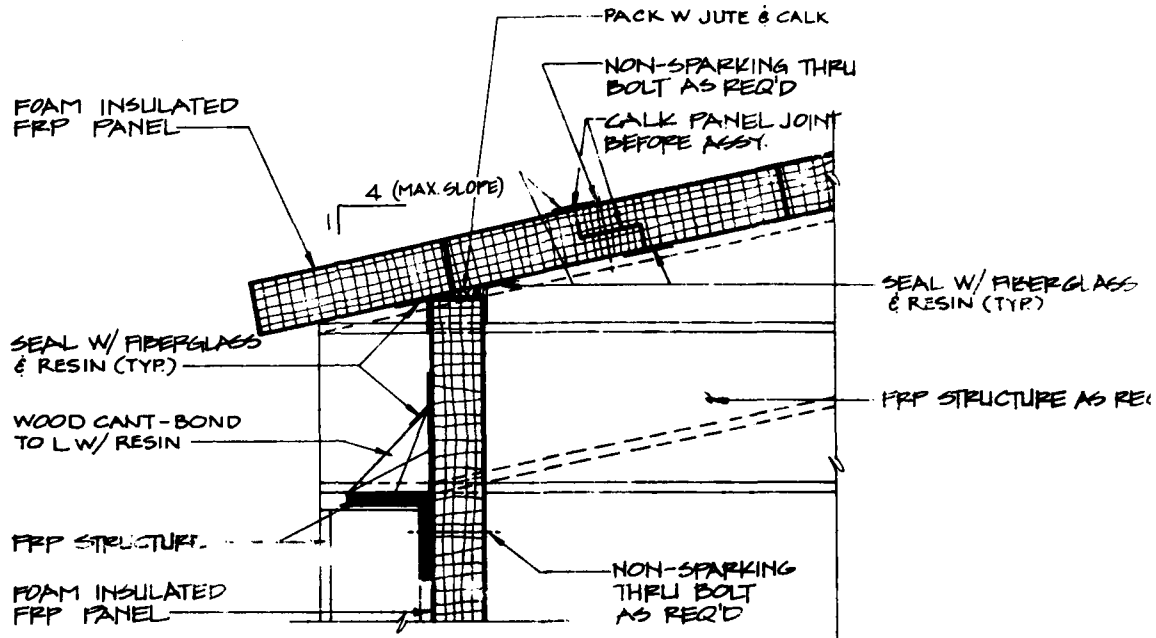 PACK W JUTE & CALK
NON-SPARKING THRU
BOLT AS REQ'D
FOAM INSULATED
FRP PANEL
CALK PANEL JOINT
BEFORE ASSY.
4 (MAX. SLOPE)
1
SEAL W/ FIBERGLASS
& RESIN (TYP.)
SEAL W/ FIBERGLASS
& RESIN (TYP.)
FRP STRUCTURE AS REQ
WOOD CANT-BOND
TO L W/ RESIN
FRP STRUCTURE
NON-SPARKING
THRU BOLT
AS REQ'D
FOAM INSULATED
FRP PANEL